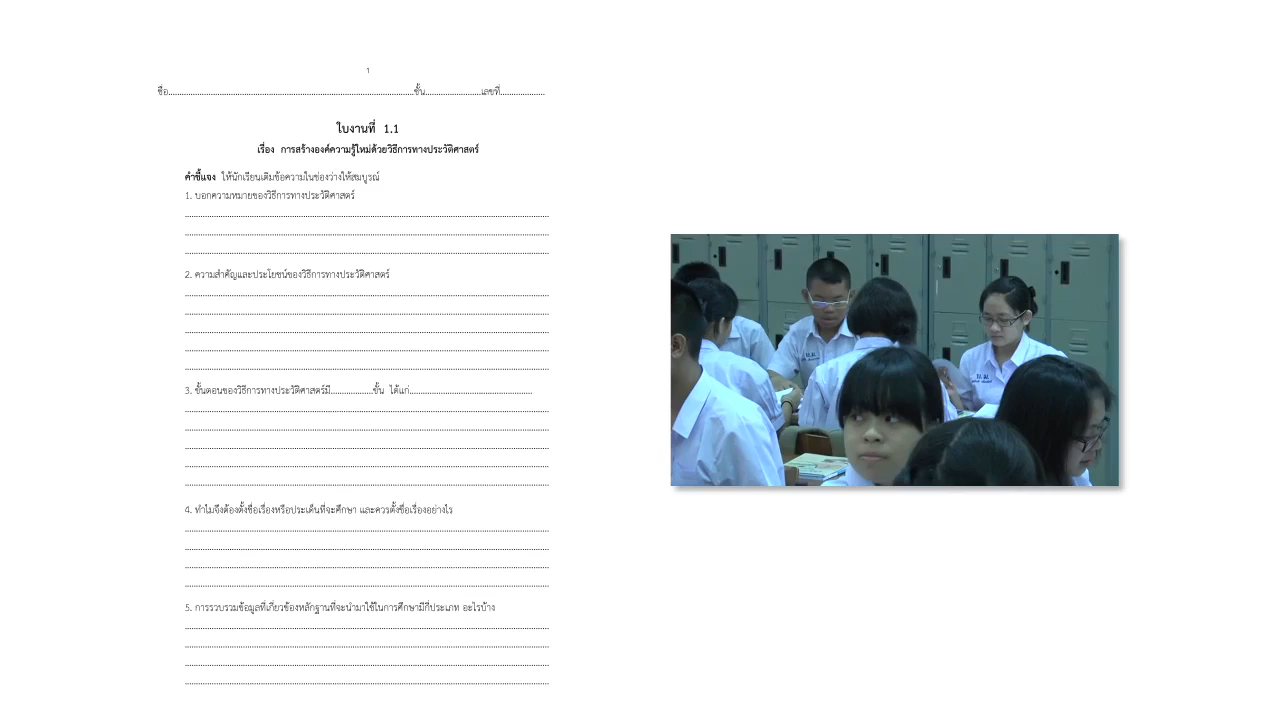 1
ชื่อ....................................................................................................ชั้น.......................เลขที่..................
ใบงานที่ 1.1
เรื่อง การสร้างองค์ความรู้ใหม่ด้วยวิธีการทางประวัติศาสตร์
คำชี้แจง ให้นักเรียนเติมข้อความในช่องว่างให้สมบูรณ์
1. บอกความหมายของวิธีการทางประวัติศาสตร์
2. ความสำคัญและประโยชน์ของวิธีการทางประวัติศาสตร์
3. ขั้นตอนของวิธีการทางประวัติศาสตร์มี..................ขั้น ได้แก่....................................................
4. ทำไมจึงต้องตั้งชื่อเรื่องหรือประเด็นที่จะศึกษา และควรตั้งชื่อเรื่องอย่างไร
5. การรวบรวมข้อมูลที่เกี่ยวข้องหลักฐานที่จะนำมาใช้ในการศึกษามีกี่ประเภท อะไรบ้าง
บ.ม.
บ.ม.